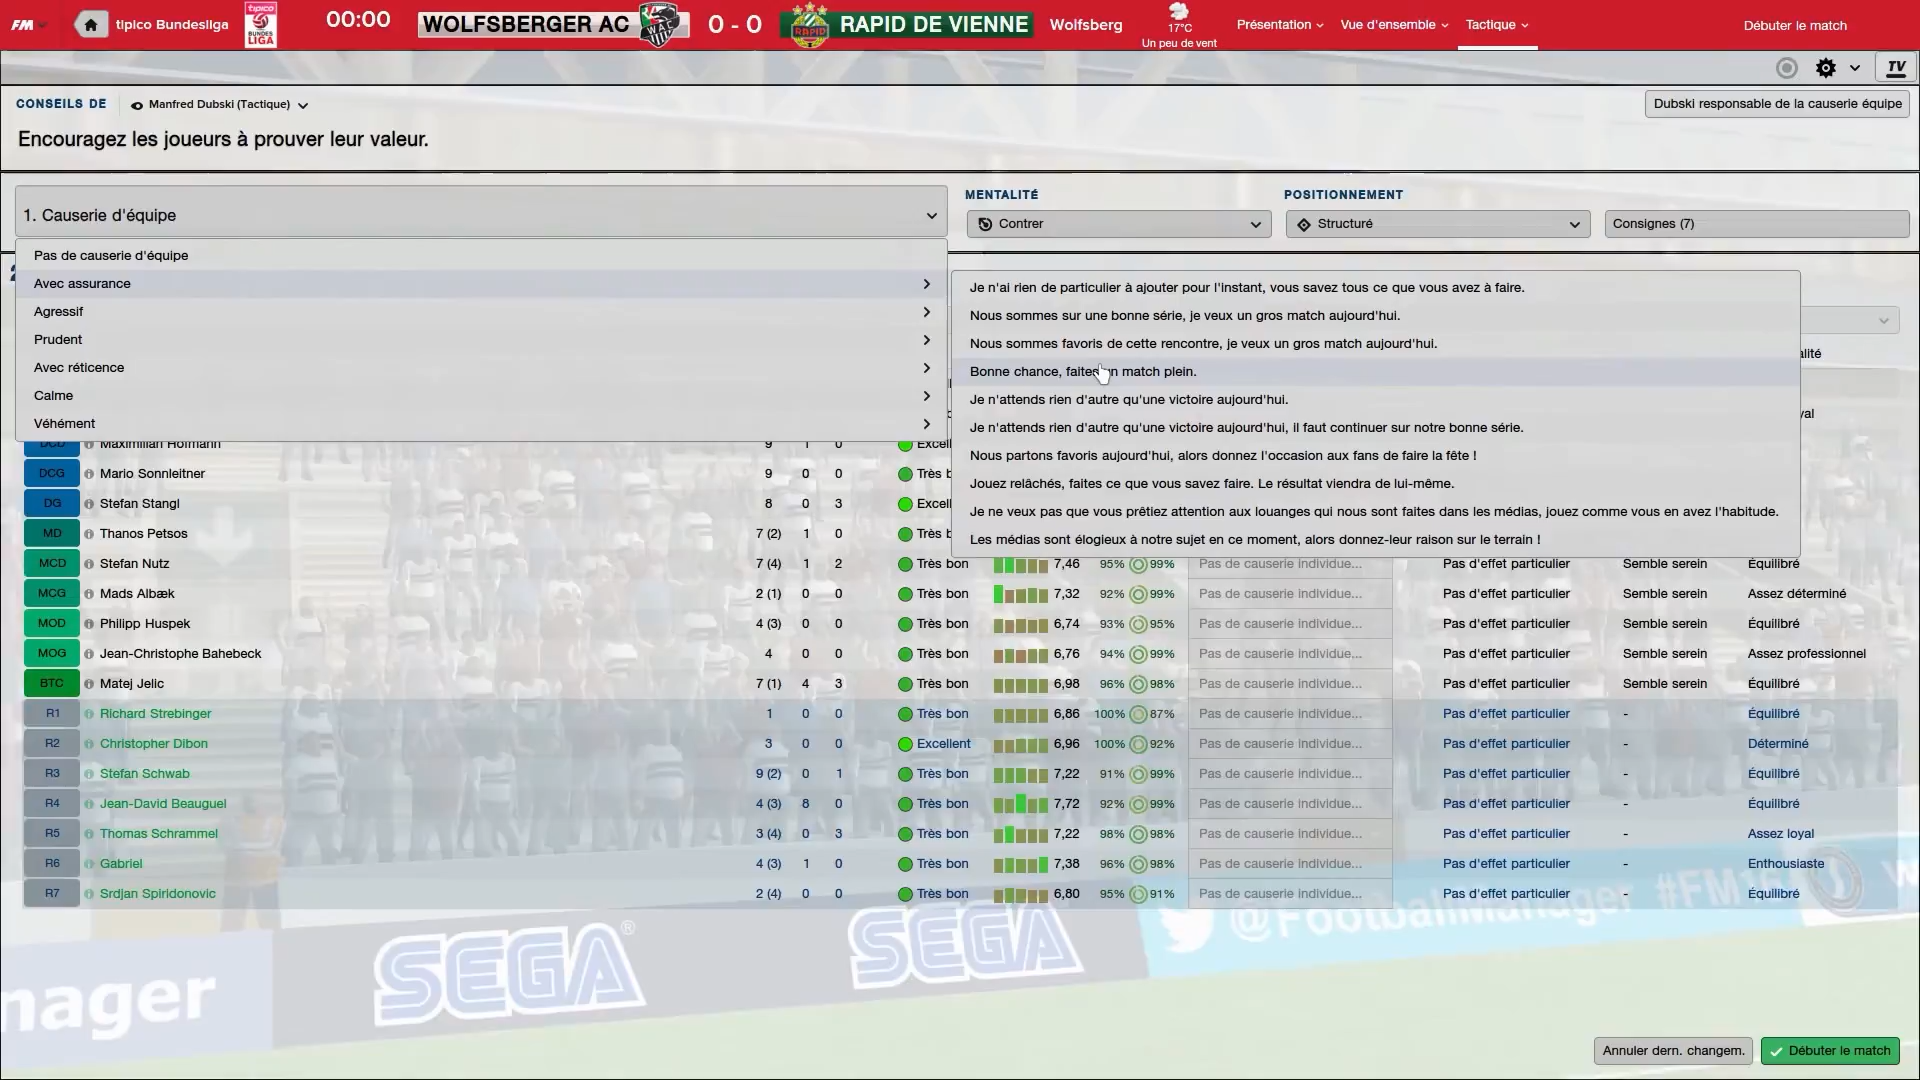 FM
tipico Bundesliga
tipico
BUNDES
LIGA
00:00
WOLFSBERGER AC
0 - 0
RAPID
RAPID DE VIENNE
Wolfsberg
17°C
Un peu de vent
Présentation
Vue d'ensemble
Tactique
Débuter le match
TV
CONSEILS DE
Manfred Dubski (Tactique)
Dubski responsable de la causerie équipe
Encouragez les joueurs à prouver leur valeur.
1. Causerie d'équipe
MENTALITÉ
Contrer
POSITIONNEMENT
Structuré
Consignes (7)
Pas de causerie d'équipe
Avec assurance
Agressif
Prudent
Avec réticence
Calme
Véhément
Je n'ai rien de particulier à ajouter pour l'instant, vous savez tous ce que vous avez à faire.
Nous sommes sur une bonne série, je veux un gros match aujourd'hui.
Nous sommes favoris de cette rencontre, je veux un gros match aujourd'hui.
Bonne chance, faites un match plein.
Je n'attends rien d'autre qu'une victoire aujourd'hui.
Je n'attends rien d'autre qu'une victoire aujourd'hui, il faut continuer sur notre bonne série.
Nous partons favoris aujourd'hui, alors donnez l'occasion aux fans de faire la fête !
Jouez relâchés, faites ce que vous savez faire. Le résultat viendra de lui-même.
Je ne veux pas que vous prêtiez attention aux louanges qui nous sont faites dans les médias, jouez comme vous en avez l'habitude.
Les médias sont élogieux à notre sujet en ce moment, alors donnez-leur raison sur le terrain !
DCD Maximilian Hofmann 9 1 0 Excell
DCG Mario Sonnleitner 9 0 0 Très b
DG Stefan Stangl 8 0 3 Excell
MD Thanos Petsos 7 (2) 1 0 Très b
MCD Stefan Nutz 7 (4) 1 2 Très bon 7,46 95% 99% Pas de causerie individue... Pas d'effet particulier Semble serein Équilibré
MCG Mads Albæk 2 (1) 0 0 Très bon 7,32 92% 99% Pas de causerie individue... Pas d'effet particulier Semble serein Assez déterminé
MOD Philipp Huspek 4 (3) 0 0 Très bon 6,74 93% 95% Pas de causerie individue... Pas d'effet particulier Semble serein Équilibré
MOG Jean-Christophe Bahebeck 4 0 0 Très bon 6,76 94% 99% Pas de causerie individue... Pas d'effet particulier Semble serein Assez professionnel
BTC Matej Jelic 7 (1) 4 3 Très bon 6,98 96% 98% Pas de causerie individue... Pas d'effet particulier Semble serein Équilibré
R1 Richard Strebinger 1 0 0 Très bon 6,86 100% 87% Pas de causerie individue... Pas d'effet particulier - Équilibré
R2 Christopher Dibon 3 0 0 Excellent 6,96 100% 92% Pas de causerie individue... Pas d'effet particulier - Déterminé
R3 Stefan Schwab 9 (2) 0 1 Très bon 7,22 91% 99% Pas de causerie individue... Pas d'effet particulier - Équilibré
R4 Jean-David Beauguel 4 (3) 8 0 Très bon 7,72 92% 99% Pas de causerie individue... Pas d'effet particulier - Équilibré
R5 Thomas Schrammel 3 (4) 0 3 Très bon 7,22 98% 98% Pas de causerie individue... Pas d'effet particulier - Assez loyal
R6 Gabriel 4 (3) 1 0 Très bon 7,38 96% 98% Pas de causerie individue... Pas d'effet particulier - Enthousiaste
R7 Srdjan Spiridonovic 2 (4) 0 0 Très bon 6,80 95% 91% Pas de causerie individue... Pas d'effet particulier - Équilibré
nager
SEGA®
SEGA
@FootballManager #FM16
Annuler dern. changem.
Débuter le match